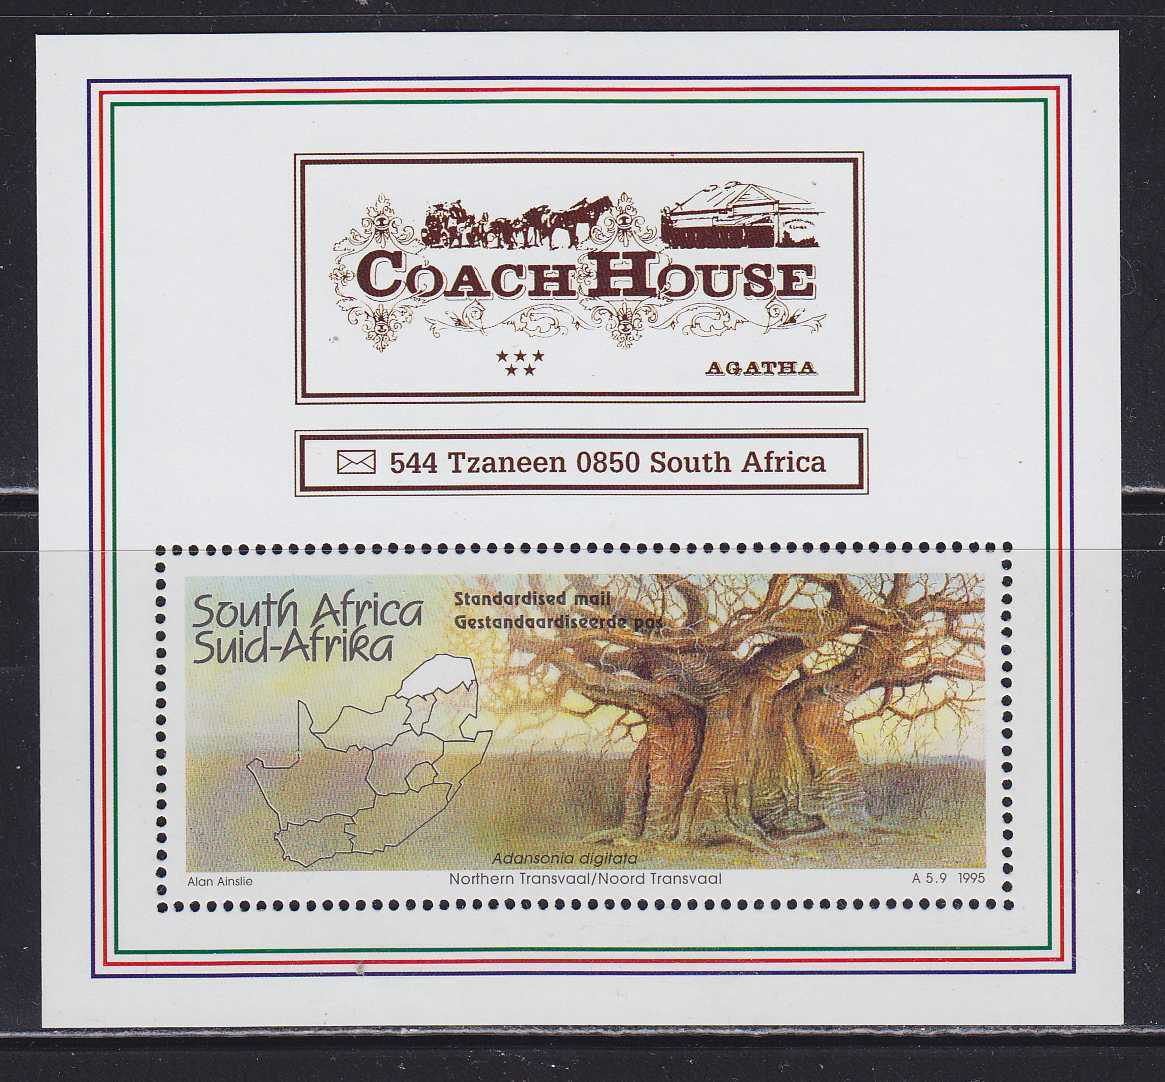 COACH HOUSE
AGATHA
544 Tzaneen 0850 South Africa
South Africa
Suid-Afrika
Standardised mail
Gestandaardiseerde pos
Adansonia digitata
Alan Ainslie
Northern Transvaal/Noord Transvaal
A 5.9 1995